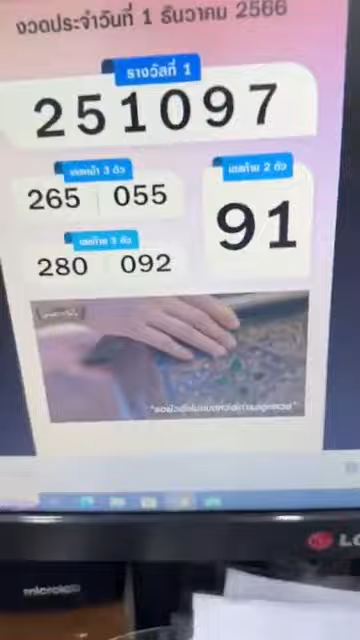 งวดประจำวันที่ 1 ธันวาคม 2566
รางวัลที่ 1
251097
เลขหน้า 3 ตัว
265 055
เลขท้าย 2 ตัว
91
เลขท้าย 3 ตัว
280 092
LG